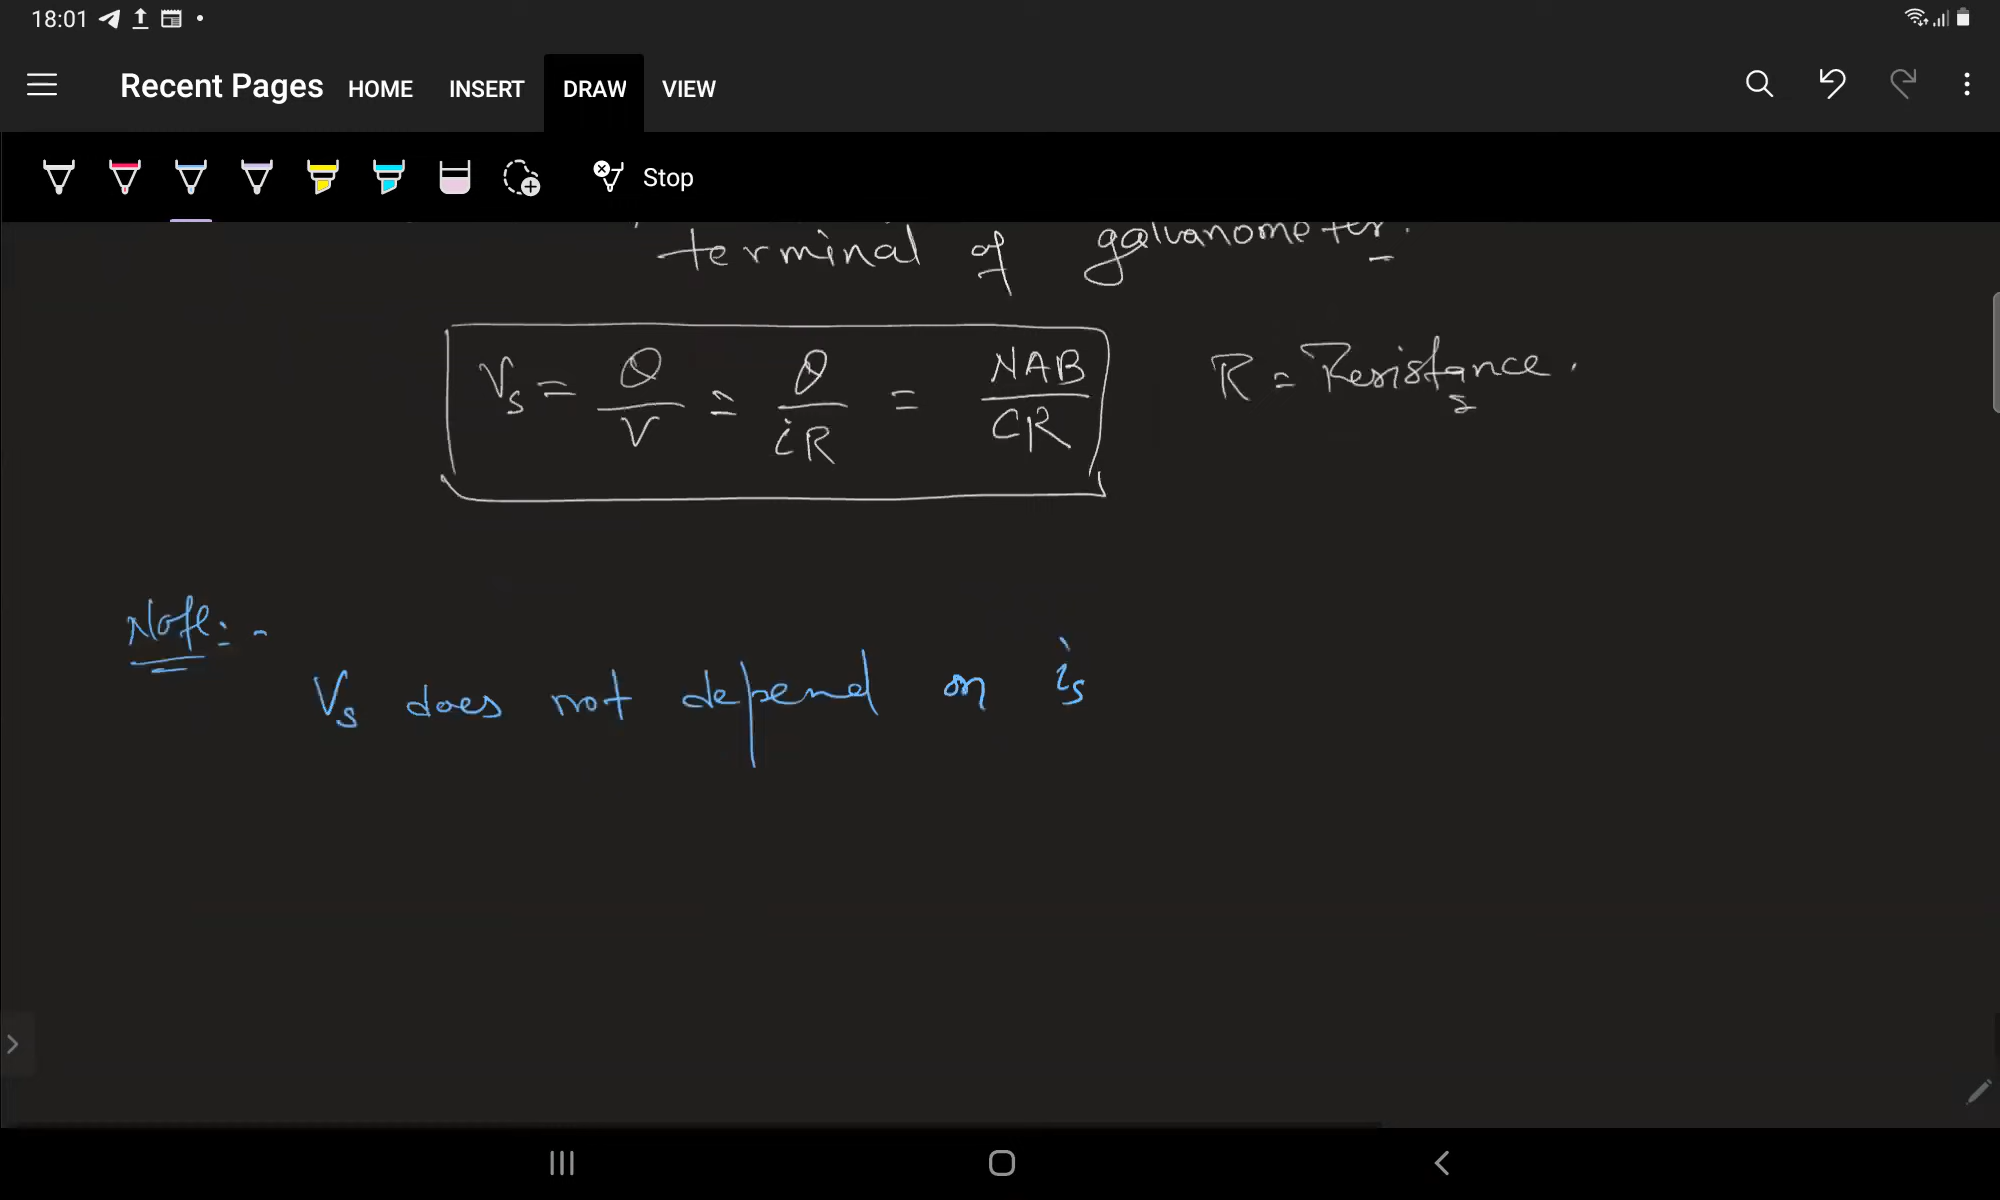 18:01
Recent Pages HOME INSERT DRAW VIEW
Stop
terminal of galvanometer.
Vs = θ/V = θ/iR = NAB/CR R = Resistance.
Note:-
Vs does not depend on is